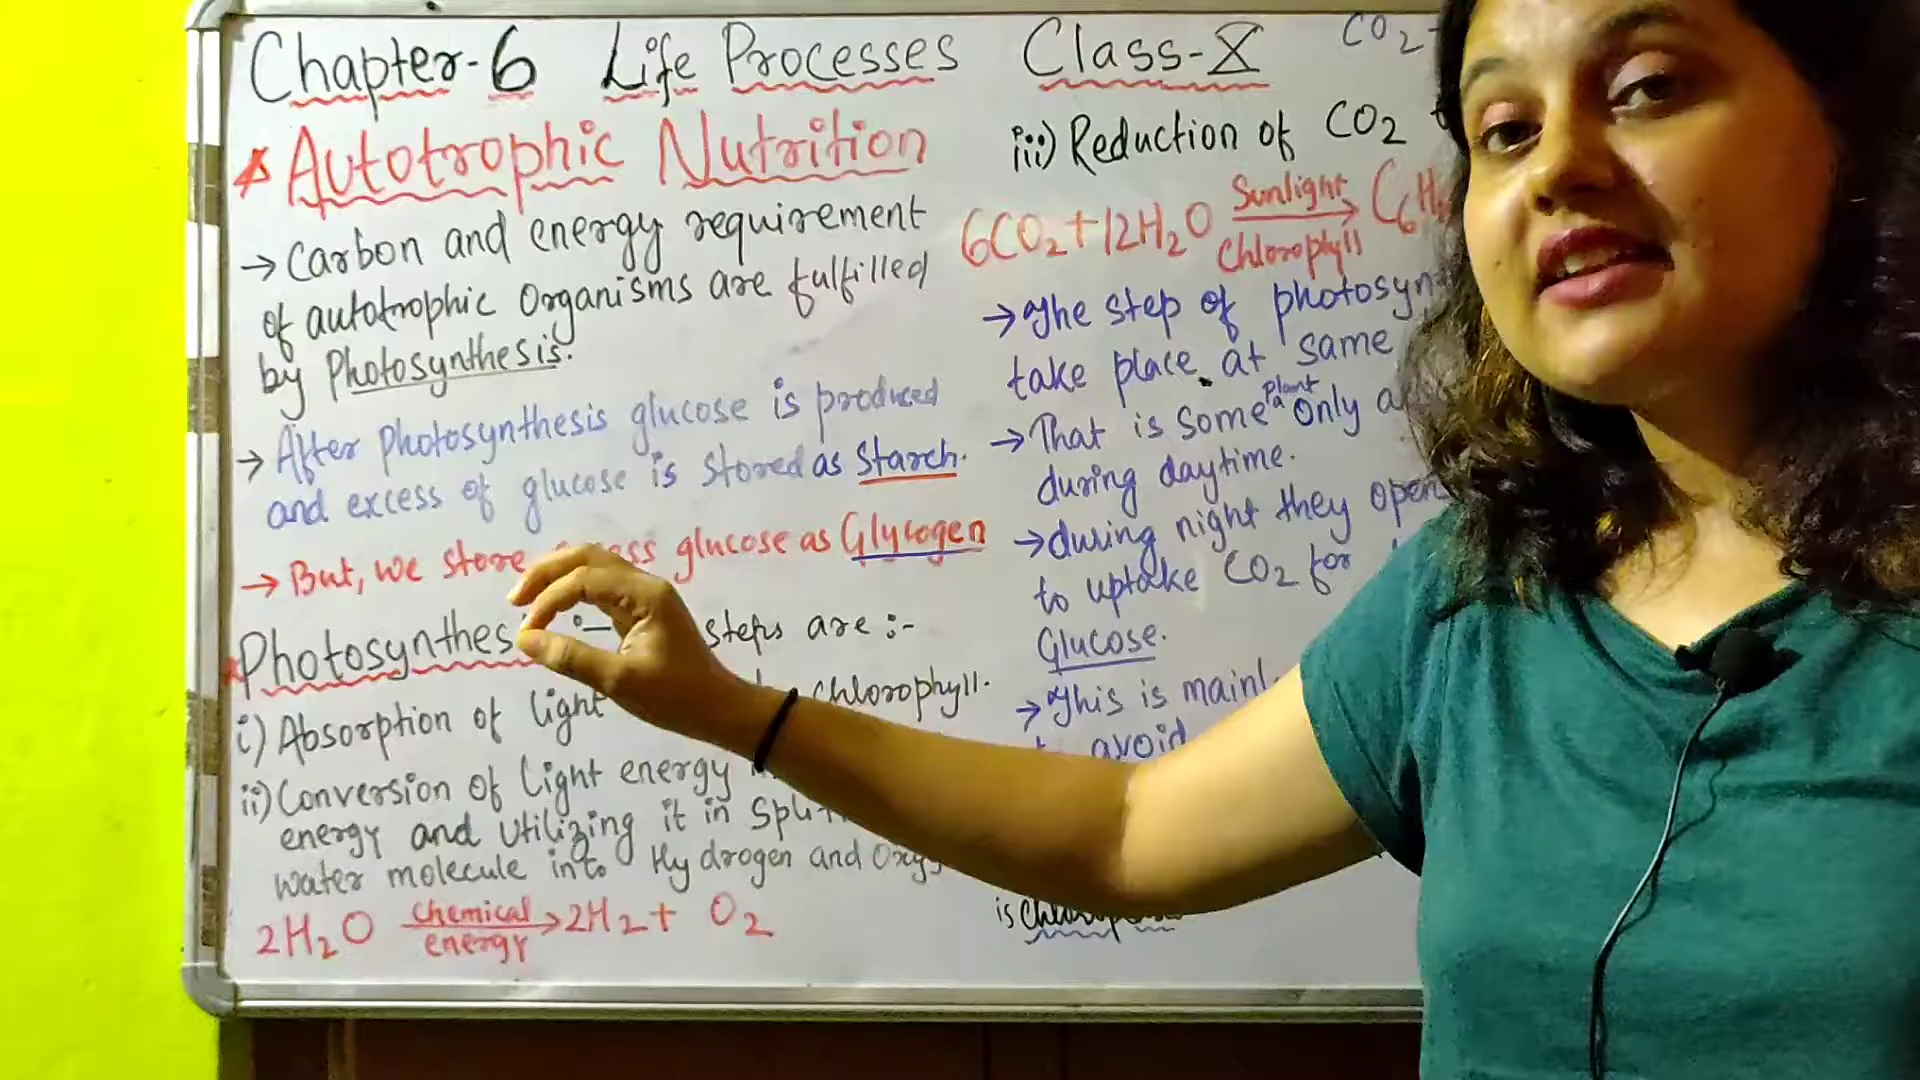 Chapter-6 Life Processes Class-X
* Autotrophic Nutrition
→ Carbon and energy requirement
of autotrophic organisms are fulfilled
by Photosynthesis.
→ After photosynthesis glucose is produced
and excess of glucose is stored as starch.
→ But, we store glucose as Glycogen
Photosynthesi :- steps are :-
i) Absorption of light chlorophyll.
ii) Conversion of light energy
energy and utilizing it in
water molecule into Hydrogen and
2H2O chemical energy → 2H2 + O2
CO2
iii) Reduction of CO2
6CO2 + 12H2O Sunlight Chlorophyll → C6H
→ The step of
take place at same
→ That is some plant only
during daytime.
→ during night they open
to uptake CO2 for
Glucose.
→ This is
avoid
is